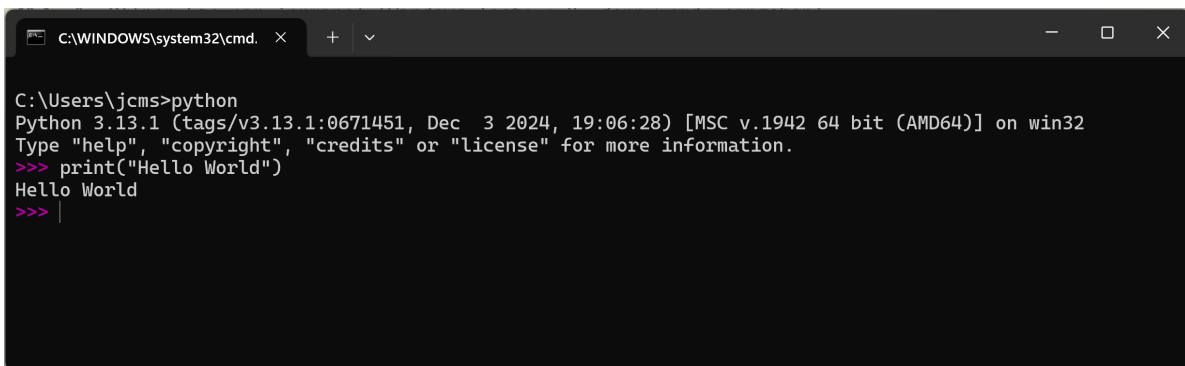 C:\WINDOWS\system32\cmd.
C:\Users\jcms>python
Python 3.13.1 (tags/v3.13.1:0671451, Dec  3 2024, 19:06:28) [MSC v.1942 64 bit (AMD64)] on win32
Type "help", "copyright", "credits" or "license" for more information.
>>> print("Hello World")
Hello World
>>>